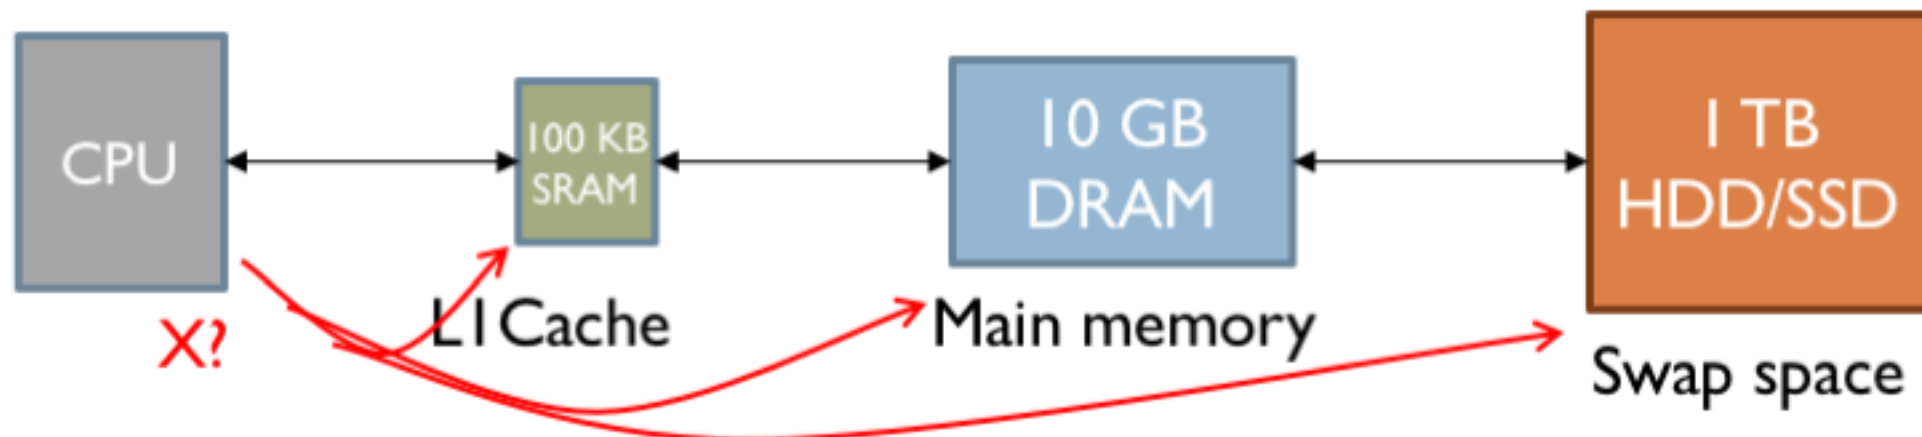 CPU
100 KB
SRAM
10 GB
DRAM
1 TB
HDD/SSD
X?
L1 Cache
Main memory
Swap space